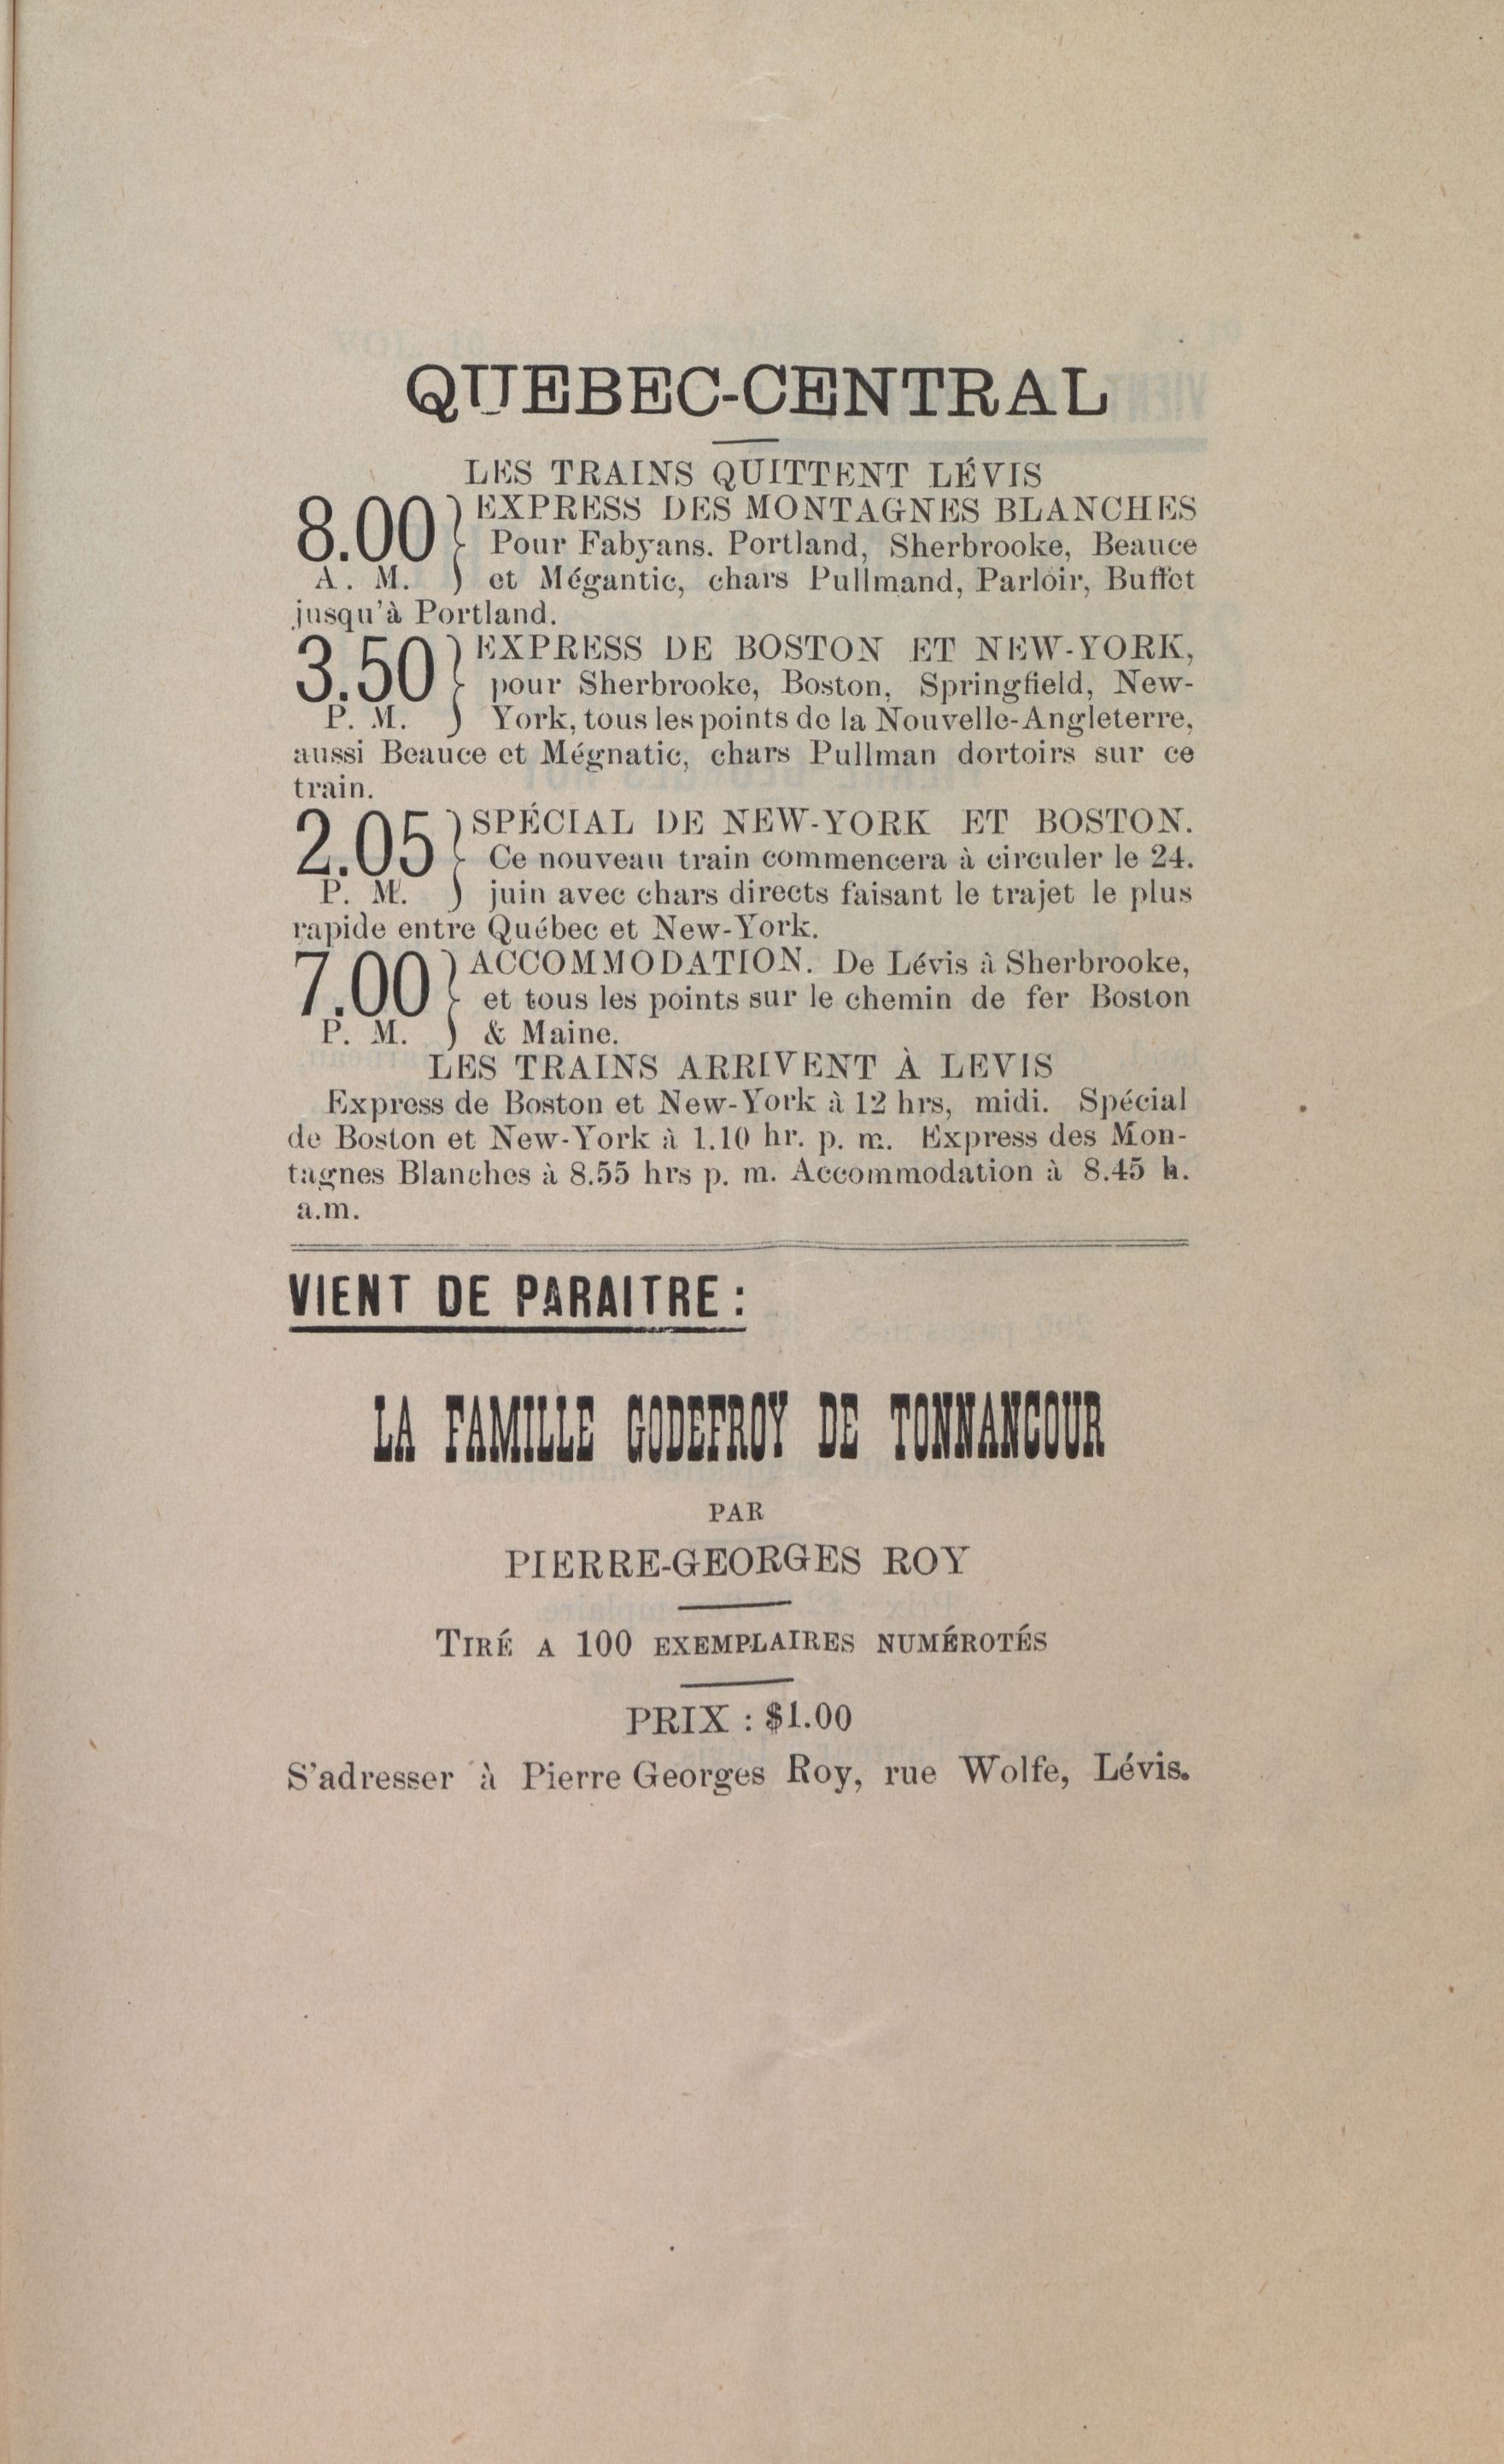 QUEBEC-CENTRAL
LES TRAINS QUITTENT LÉVIS
8.00 A. M. } EXPRESS DES MONTAGNES BLANCHES
Pour Fabyans. Portland, Sherbrooke, Beauce
et Mégantic, chars Pullmand, Parloir, Buffet
jusqu'à Portland.
3.50 P. M. } EXPRESS DE BOSTON ET NEW-YORK,
pour Sherbrooke, Boston, Springfield, New-
York, tous les points de la Nouvelle-Angleterre,
aussi Beauce et Mégnatic, chars Pullman dortoirs sur ce
train.
2.05 P. M. } SPÉCIAL DE NEW-YORK ET BOSTON.
Ce nouveau train commencera à circuler le 24.
juin avec chars directs faisant le trajet le plus
rapide entre Québec et New-York.
7.00 P. M. } ACCOMMODATION. De Lévis à Sherbrooke,
et tous les points sur le chemin de fer Boston
& Maine.
LES TRAINS ARRIVENT À LEVIS
Express de Boston et New-York à 12 hrs, midi. Spécial
de Boston et New-York à 1.10 hr. p. m. Express des Mon-
tagnes Blanches à 8.55 hrs p. m. Accommodation à 8.45 h.
a.m.
VIENT DE PARAITRE :
LA FAMILLE GODEFROY DE TONNANCOUR
PAR
PIERRE-GEORGES ROY
TIRÉ A 100 EXEMPLAIRES NUMÉROTÉS
PRIX : $1.00
S'adresser à Pierre Georges Roy, rue Wolfe, Lévis.